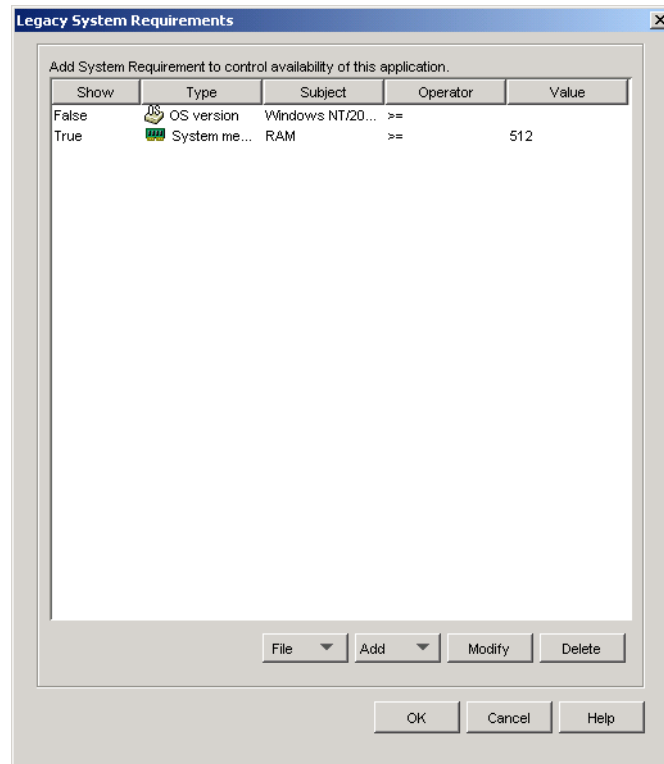 Legacy System Requirements
Add System Requirement to control availability of this application.
Show Type Subject Operator Value
False OS version Windows NT/20... >=
True System me... RAM >= 512
File Add Modify Delete
OK Cancel Help